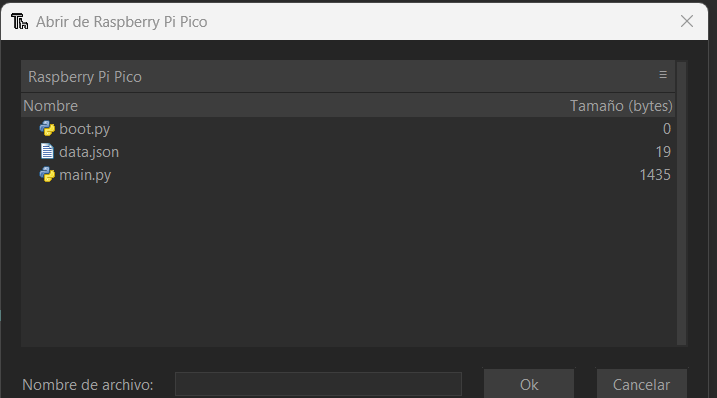 Abrir de Raspberry Pi Pico
Raspberry Pi Pico
Nombre Tamaño (bytes)
boot.py 0
data.json 19
main.py 1435
Nombre de archivo: Ok Cancelar